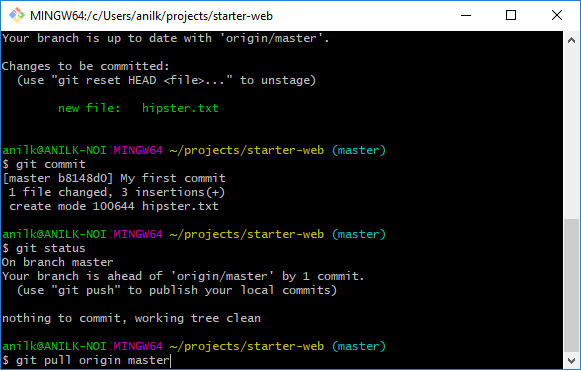 MINGW64:/c/Users/anilk/projects/starter-web
Your branch is up to date with 'origin/master'.
Changes to be committed:
(use "git reset HEAD <file>..." to unstage)
new file: hipster.txt
anilk@ANILK-NOI MINGW64 ~/projects/starter-web (master)
$ git commit
[master b8148d0] My first commit
1 file changed, 3 insertions(+)
create mode 100644 hipster.txt
anilk@ANILK-NOI MINGW64 ~/projects/starter-web (master)
$ git status
On branch master
Your branch is ahead of 'origin/master' by 1 commit.
(use "git push" to publish your local commits)
nothing to commit, working tree clean
anilk@ANILK-NOI MINGW64 ~/projects/starter-web (master)
$ git pull origin master